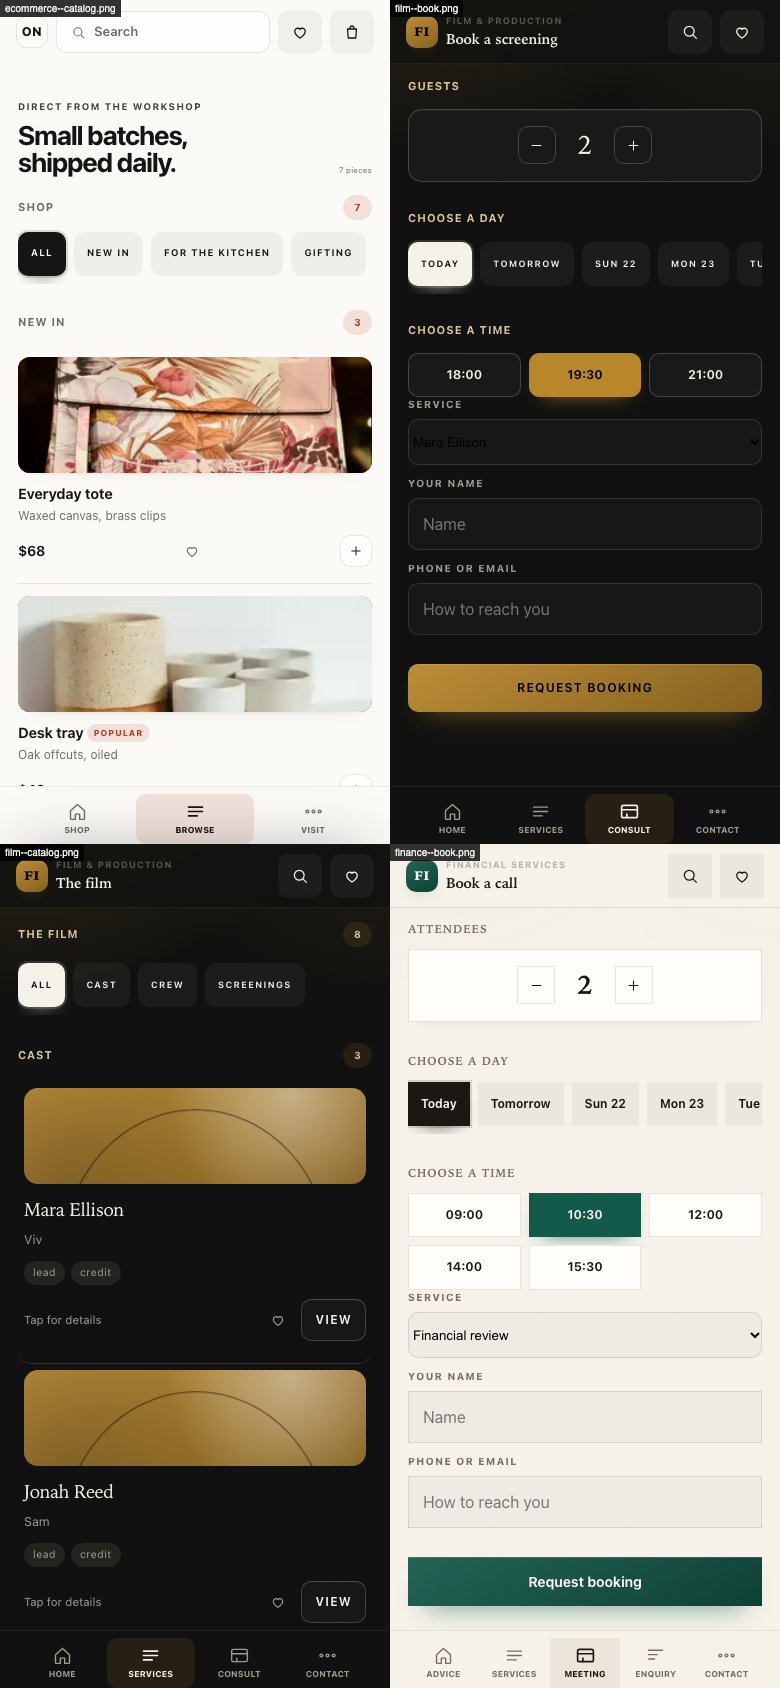 ecommerce--catalog.png
ON
Search
DIRECT FROM THE WORKSHOP
Small batches,
shipped daily.
7 pieces
SHOP
7
ALL
NEW IN
FOR THE KITCHEN
GIFTING
NEW IN
3
Everyday tote
Waxed canvas, brass clips
$68
Desk tray
POPULAR
Oak offcuts, oiled
SHOP
BROWSE
VISIT
film--book.png
FI
FILM & PRODUCTION
Book a screening
GUESTS
2
CHOOSE A DAY
TODAY
TOMORROW
SUN 22
MON 23
TU
CHOOSE A TIME
18:00
19:30
21:00
SERVICE
Mara Ellison
YOUR NAME
Name
PHONE OR EMAIL
How to reach you
REQUEST BOOKING
HOME
SERVICES
CONSULT
CONTACT
film--catalog.png
FI
FILM & PRODUCTION
The film
THE FILM
8
ALL
CAST
CREW
SCREENINGS
CAST
3
Mara Ellison
Viv
lead
credit
Tap for details
VIEW
Jonah Reed
Sam
lead
credit
Tap for details
VIEW
HOME
SERVICES
CONSULT
CONTACT
finance--book.png
FI
FINANCIAL SERVICES
Book a call
ATTENDEES
2
CHOOSE A DAY
Today
Tomorrow
Sun 22
Mon 23
Tue
CHOOSE A TIME
09:00
10:30
12:00
14:00
15:30
SERVICE
Financial review
YOUR NAME
Name
PHONE OR EMAIL
How to reach you
Request booking
ADVICE
SERVICES
MEETING
ENQUIRY
CONTACT